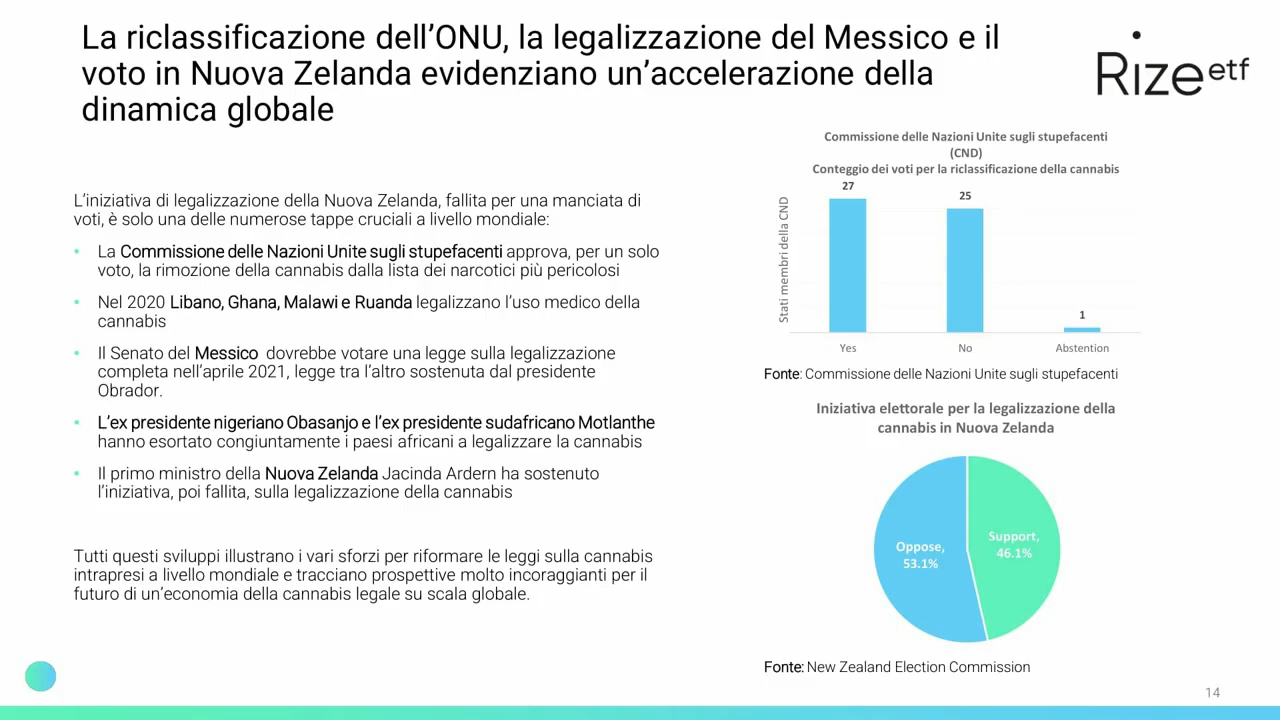 La riclassificazione dell’ONU, la legalizzazione del Messico e il
voto in Nuova Zelanda evidenziano un’accelerazione della
dinamica globale
Rize etf
L’iniziativa di legalizzazione della Nuova Zelanda, fallita per una manciata di
voti, è solo una delle numerose tappe cruciali a livello mondiale:
• La Commissione delle Nazioni Unite sugli stupefacenti approva, per un solo
voto, la rimozione della cannabis dalla lista dei narcotici più pericolosi
• Nel 2020 Libano, Ghana, Malawi e Ruanda legalizzano l’uso medico della
cannabis
• Il Senato del Messico dovrebbe votare una legge sulla legalizzazione
completa nell’aprile 2021, legge tra l’altro sostenuta dal presidente
Obrador.
• L’ex presidente nigeriano Obasanjo e l’ex presidente sudafricano Motlanthe
hanno esortato congiuntamente i paesi africani a legalizzare la cannabis
• Il primo ministro della Nuova Zelanda Jacinda Ardern ha sostenuto
l’iniziativa, poi fallita, sulla legalizzazione della cannabis
Tutti questi sviluppi illustrano i vari sforzi per riformare le leggi sulla cannabis
intrapresi a livello mondiale e tracciano prospettive molto incoraggianti per il
futuro di un’economia della cannabis legale su scala globale.
Commissione delle Nazioni Unite sugli stupefacenti
(CND)
Conteggio dei voti per la riclassificazione della cannabis
27
25
1
Stati membri della CND
Yes
No
Abstention
Fonte: Commissione delle Nazioni Unite sugli stupefacenti
Iniziativa elettorale per la legalizzazione della
cannabis in Nuova Zelanda
Oppose,
53.1%
Support,
46.1%
Fonte: New Zealand Election Commission
14